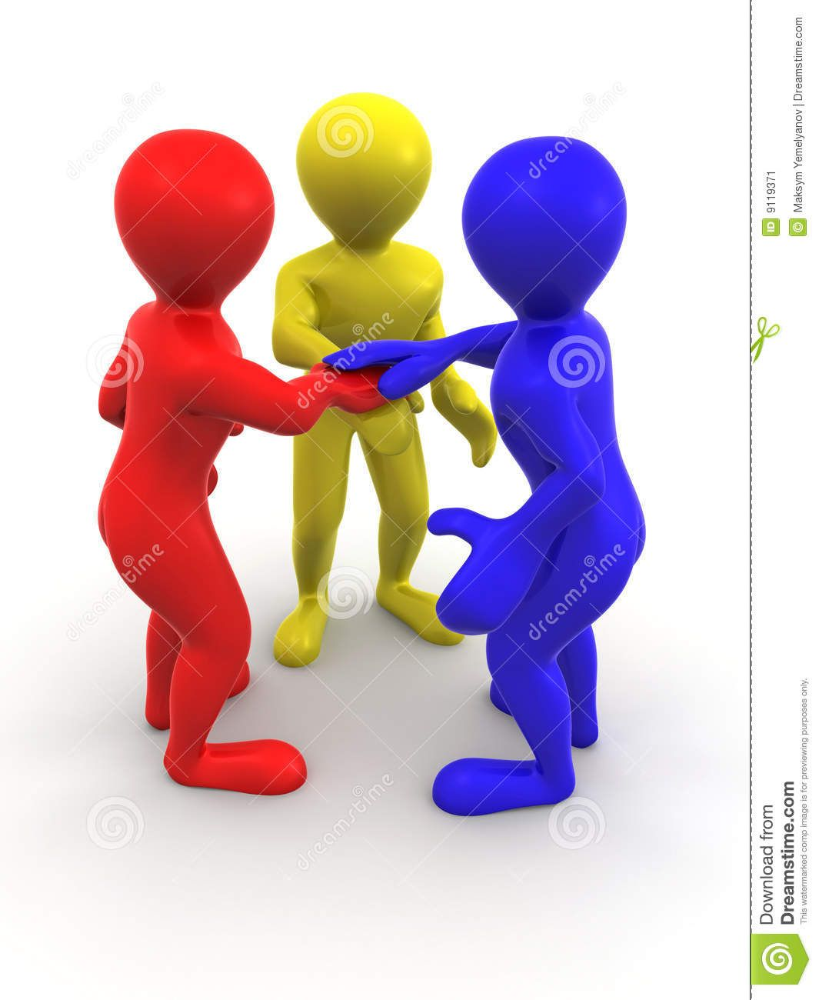 dreamstime
dreamstime
dreamstime
dreamstime
dreamstime
dreamstime
dreamstime
ID 9119371
© Maksym Yemelyanov | Dreamstime.com
Download from
Dreamstime.com
This watermarked comp image is for previewing purposes only.